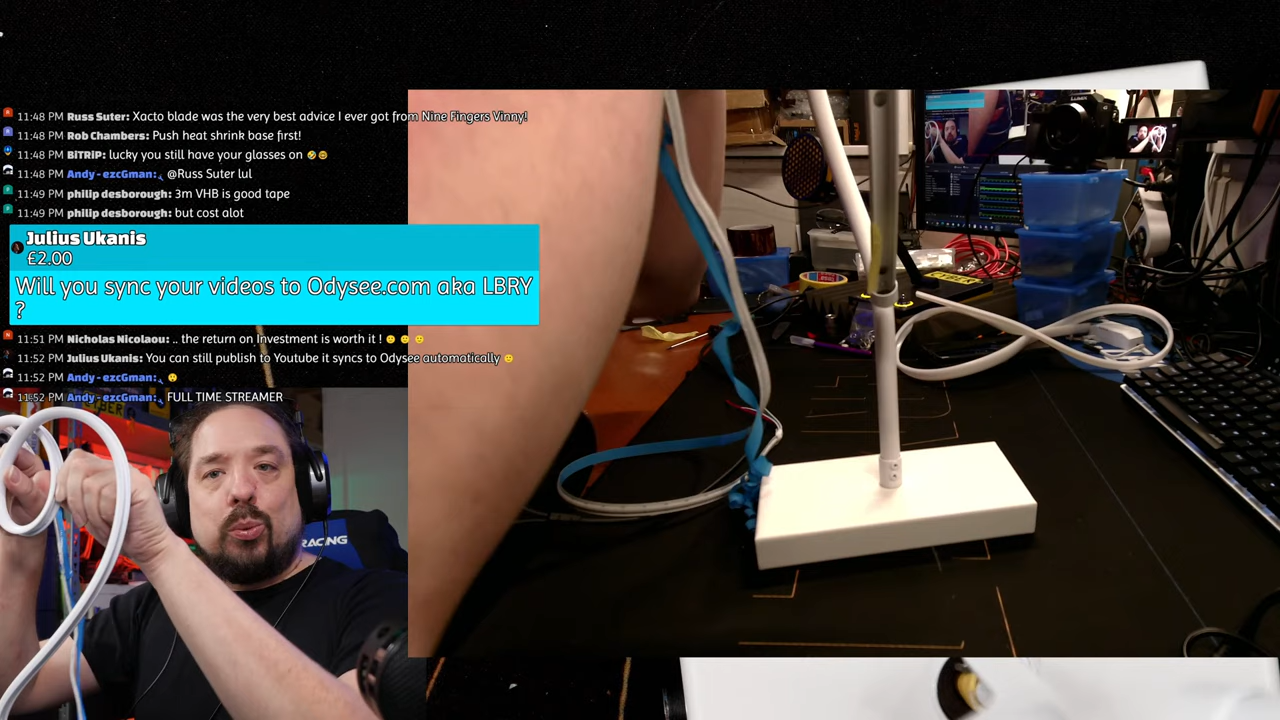 11:48 PM Russ Suter: Xacto blade was the very best advice I ever got from Nine Fingers Vinny!
11:48 PM Rob Chambers: Push heat shrink base first!
11:48 PM BiTRiP: lucky you still have your glasses on 🤣😊
11:48 PM Andy - ezcGman: @Russ Suter lul
11:49 PM philip desborough: 3m VHB is good tape
11:49 PM philip desborough: but cost alot
Julius Ukanis
£2.00
Will you sync your videos to Odysee.com aka LBRY
?
11:51 PM Nicholas Nicolaou: .. the return on Investment is worth it !
11:52 PM Julius Ukanis: You can still publish to Youtube it syncs to Odysee automatically
11:52 PM Andy - ezcGman:
11:52 PM Andy - ezcGman: FULL TIME STREAMER
RACING